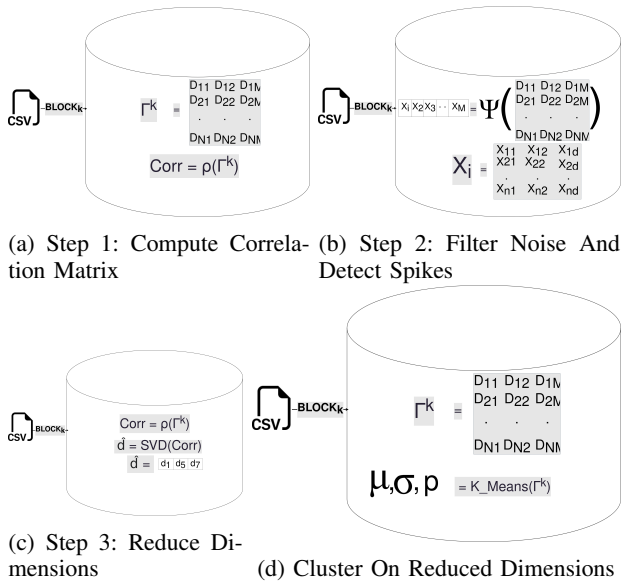 CSV
BLOCKk
Γk = D11 D12 D1M
D21 D22 D2M
. . .
DN1 DN2 DNM
Corr = ρ(Γk)
(a) Step 1: Compute Correla-
tion Matrix
CSV
BLOCKk
Xi X2 X3 ·· XM = Ψ( D11 D12 D1M
D21 D22 D2M
. . .
DN1 DN2 DNM )
Xi = X11 X12 X1d
X21 X22 X2d
. . .
Xn1 Xn2 Xnd
(b) Step 2: Filter Noise And
Detect Spikes
CSV
BLOCKk
Corr = ρ(Γk)
d̂ = SVD(Corr)
d̂ = d1 d5 d7
(c) Step 3: Reduce Di-
mensions
CSV
BLOCKk
Γk = D11 D12 D1M
D21 D22 D2M
. . .
DN1 DN2 DNM
μ,σ,p = K_Means(Γk)
(d) Cluster On Reduced Dimensions